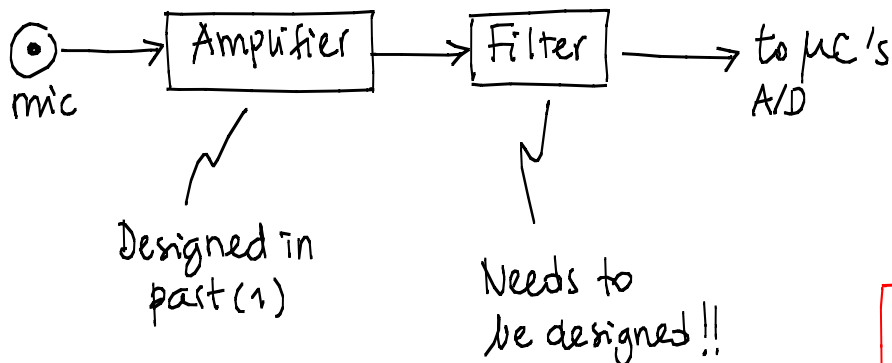 mic
Amplifier
Filter
to μC's
A/D
Designed in
part (1)
Needs to
be designed!!